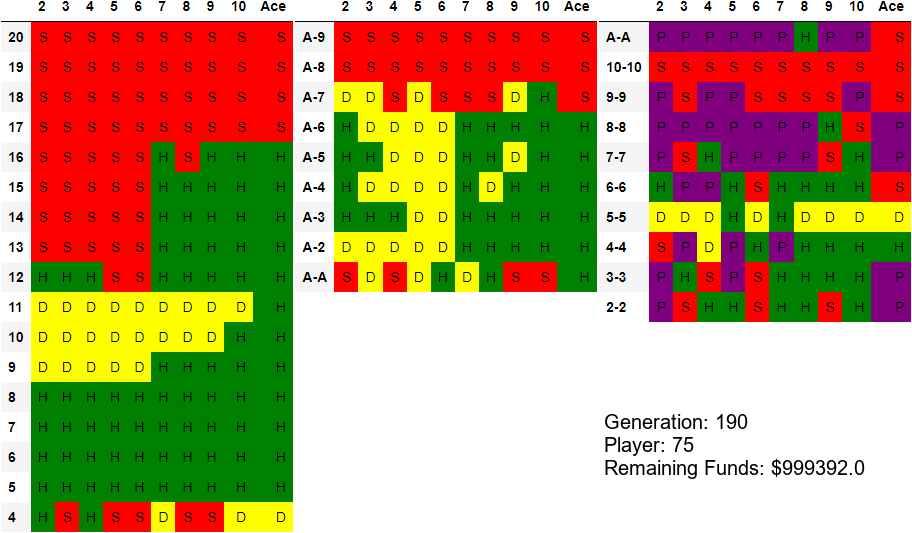 2 3 4 5 6 7 8 9 10 Ace
20 S S S S S S S S S S
19 S S S S S S S S S S
18 S S S S S S S S S S
17 S S S S S S S S S S
16 S S S S S H S H H H
15 S S S S S H H H H H
14 S S S S S H H H H H
13 S S S S S H H H H H
12 H H H S S H H H H H
11 D D D D D D D D D H
10 D D D D D D D D H H
9 D D D D D H H H H H
8 H H H H H H H H H H
7 H H H H H H H H H H
6 H H H H H H H H H H
5 H H H H H H H H H H
4 H S H S S D S S D D
2 3 4 5 6 7 8 9 10 Ace
A-9 S S S S S S S S S S
A-8 S S S S S S S S S S
A-7 D D S D S S S D H S
A-6 H D D D D H H H H H
A-5 H H D D D H H D H H
A-4 H D D D D H D H H H
A-3 H H H D D H H H H H
A-2 D D D D D H H H H H
A-A S D S D H D H S S H
2 3 4 5 6 7 8 9 10 Ace
A-A P P P P P P H P P S
10-10 S S S S S S S S S S
9-9 P S P P S S S S P S
8-8 P P P P P P P H S P
7-7 P S H P P P P S H P
6-6 H P P H S H H H H S
5-5 D D D H D H D D D D
4-4 S P D P H P H H H H
3-3 P H S P S H H H H P
2-2 P S H H S H H S H P
Generation: 190
Player: 75
Remaining Funds: $999392.0